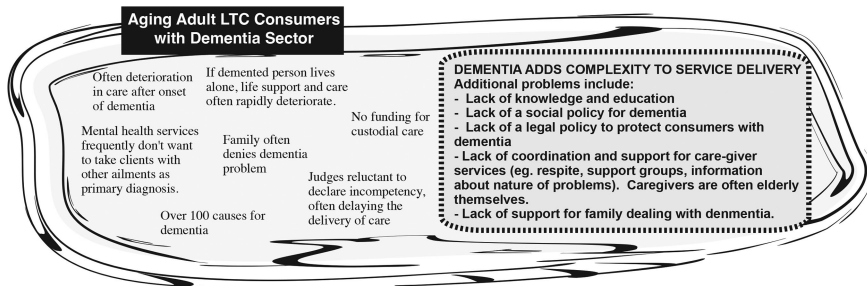 Aging Adult LTC Consumers
with Dementia Sector
Often deterioration
in care after onset
of dementia
If demented person lives
alone, life support and care
often rapidly deteriorate.
No funding for
custodial care
Mental health services
frequently don't want
to take clients with
other ailments as
primary diagnosis.
Family often
denies dementia
problem
Judges reluctant to
declare incompetency,
often delaying the
delivery of care
Over 100 causes for
dementia
DEMENTIA ADDS COMPLEXITY TO SERVICE DELIVERY
Additional problems include:
- Lack of knowledge and education
- Lack of a social policy for dementia
- Lack of a legal policy to protect consumers with
dementia
- Lack of coordination and support for care-giver
services (eg. respite, support groups, information
about nature of problems). Caregivers are often elderly
themselves.
- Lack of support for family dealing with denmentia.